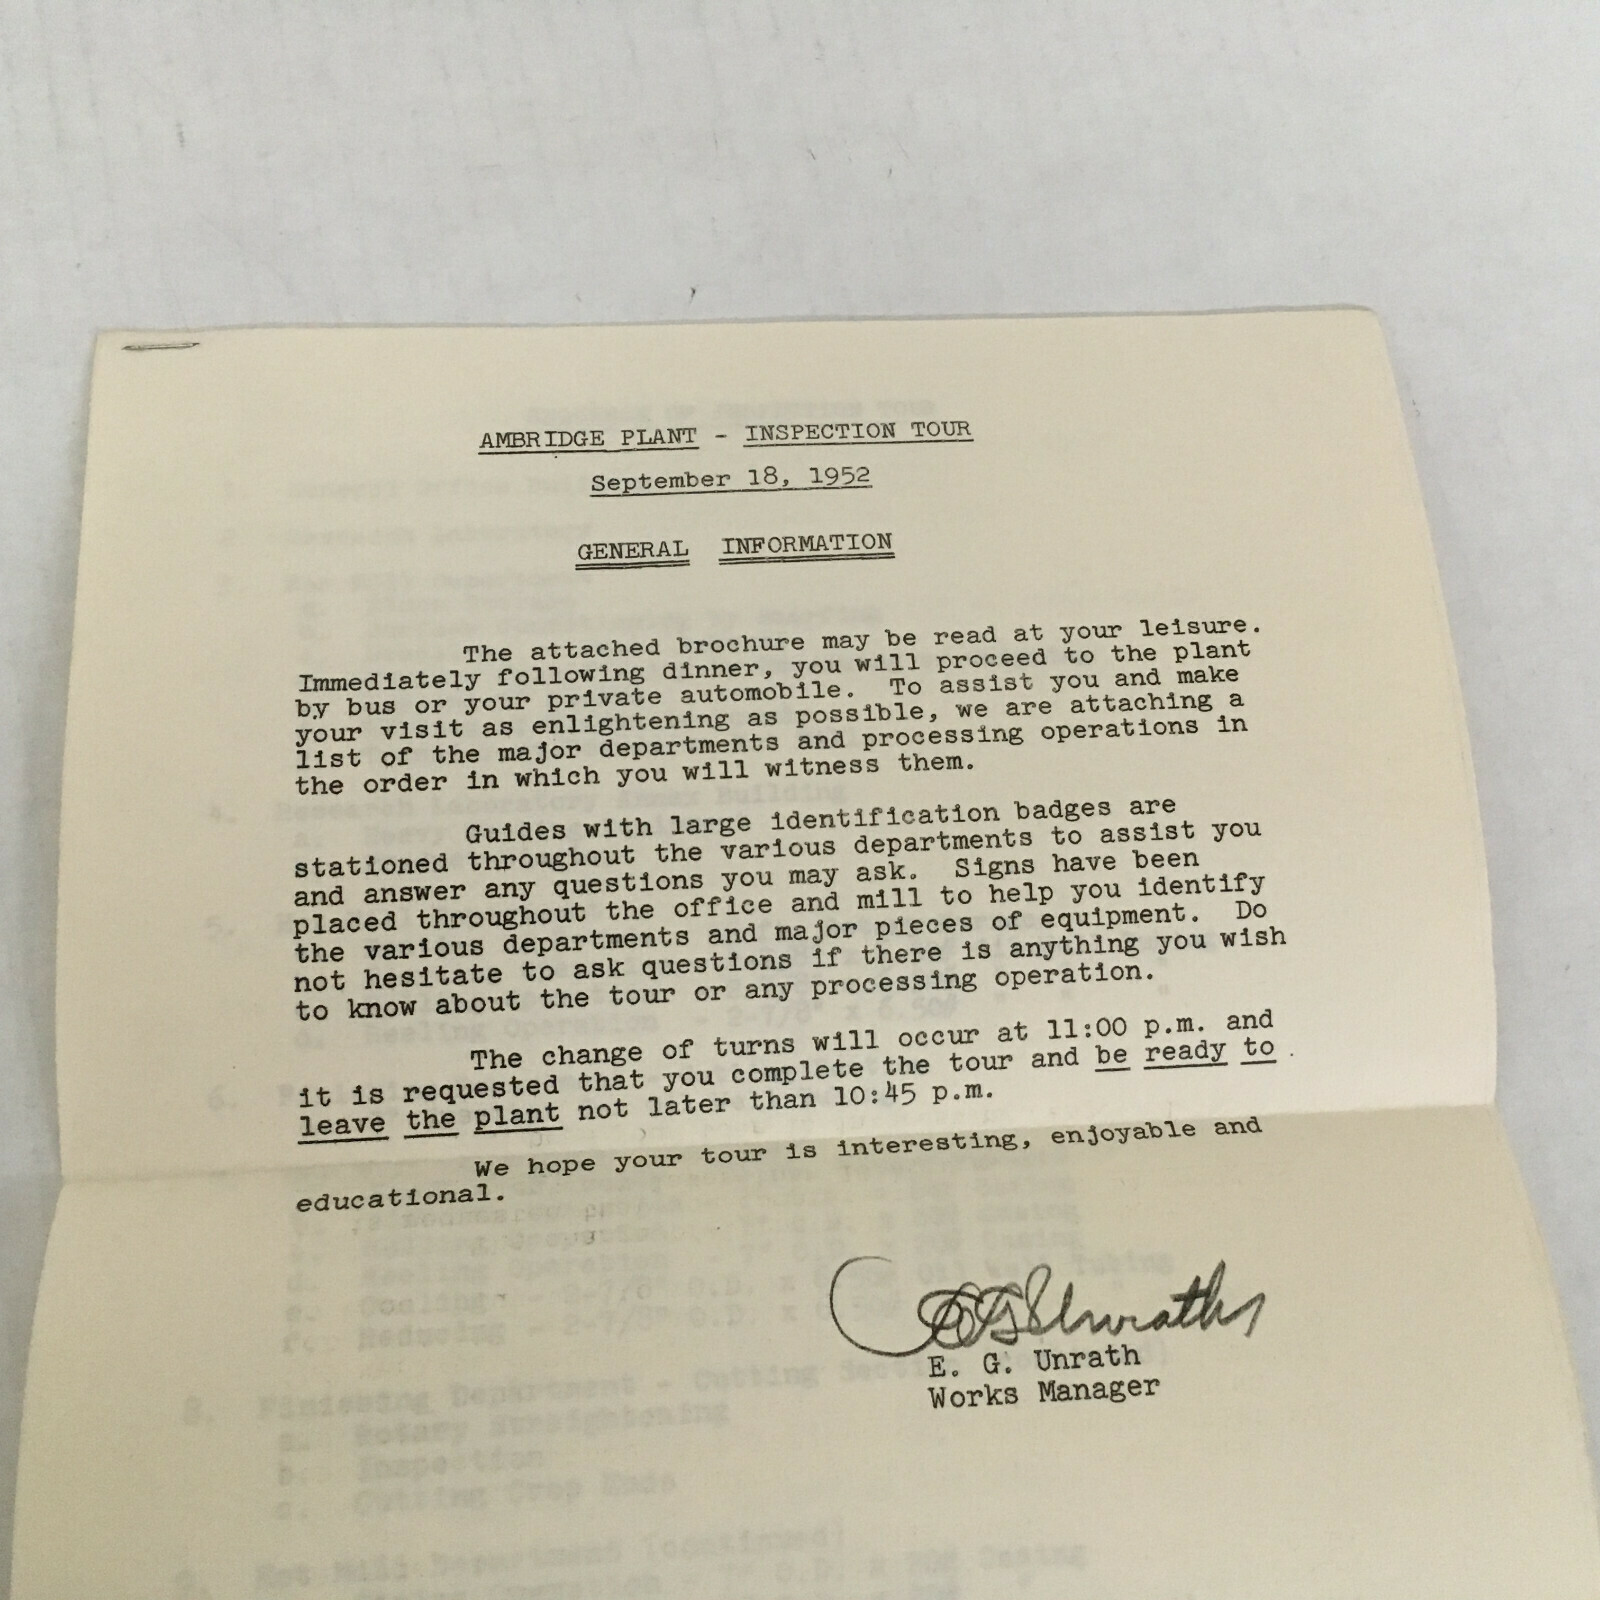 AMBRIDGE PLANT - INSPECTION TOUR
September 18, 1952
GENERAL INFORMATION
The attached brochure may be read at your leisure.
Immediately following dinner, you will proceed to the plant
by bus or your private automobile. To assist you and make
your visit as enlightening as possible, we are attaching a
list of the major departments and processing operations in
the order in which you will witness them.
Guides with large identification badges are
stationed throughout the various departments to assist you
and answer any questions you may ask. Signs have been
placed throughout the office and mill to help you identify
the various departments and major pieces of equipment. Do
not hesitate to ask questions if there is anything you wish
to know about the tour or any processing operation.
The change of turns will occur at 11:00 p.m. and
it is requested that you complete the tour and be ready to
leave the plant not later than 10:45 p.m.
We hope your tour is interesting, enjoyable and
educational.
E G Unrath
E. G. Unrath
Works Manager